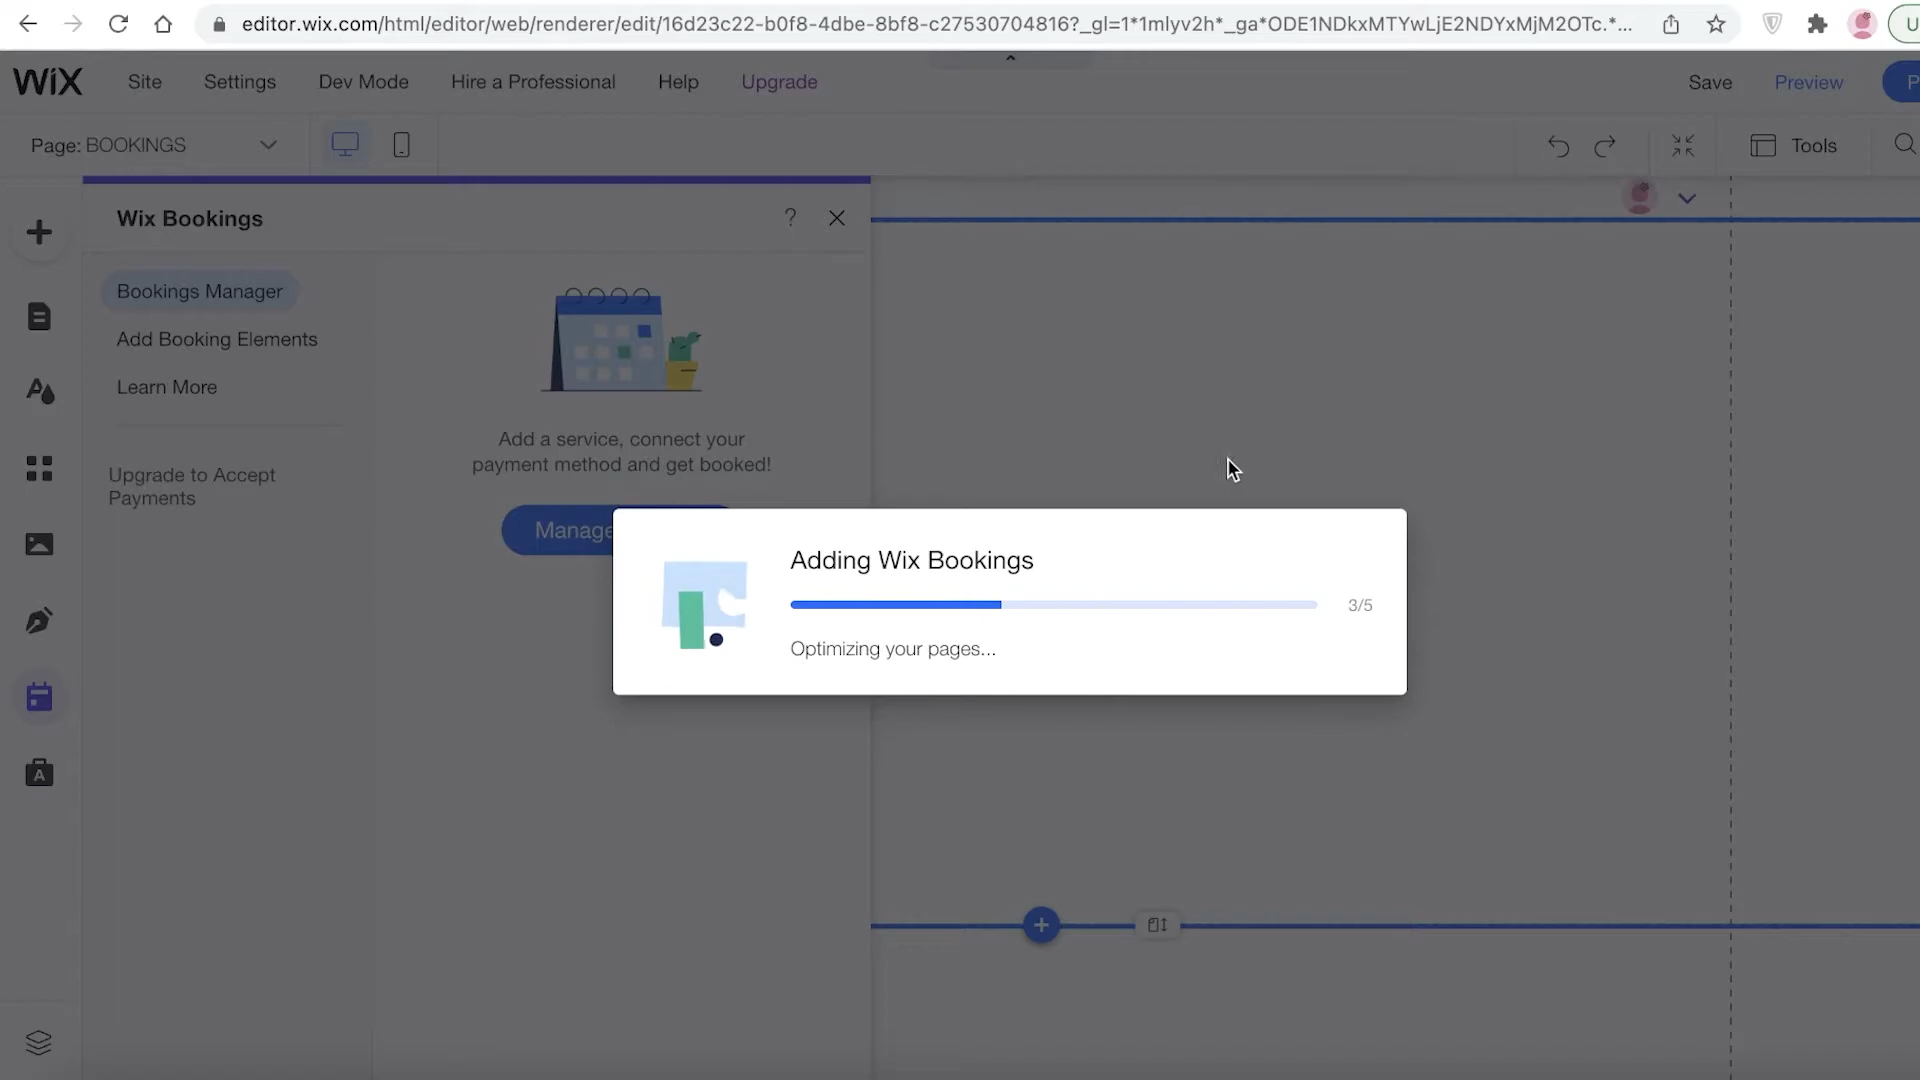 editor.wix.com/html/editor/web/renderer/edit/16d23c22-b0f8-4dbe-8bf8-c27530704816?_gl=1*1mlyv2h*_ga*ODE1NDkxMTYwLjE2NDYxMjM2OTc.*...
U
WiX Site Settings Dev Mode Hire a Professional Help Upgrade Save Preview P
Page: BOOKINGS Tools
Wix Bookings ?
Bookings Manager
Add Booking Elements
Learn More
Upgrade to Accept
Payments
Add a service, connect your
payment method and get booked!
Manage
Adding Wix Bookings
3/5
Optimizing your pages...
A